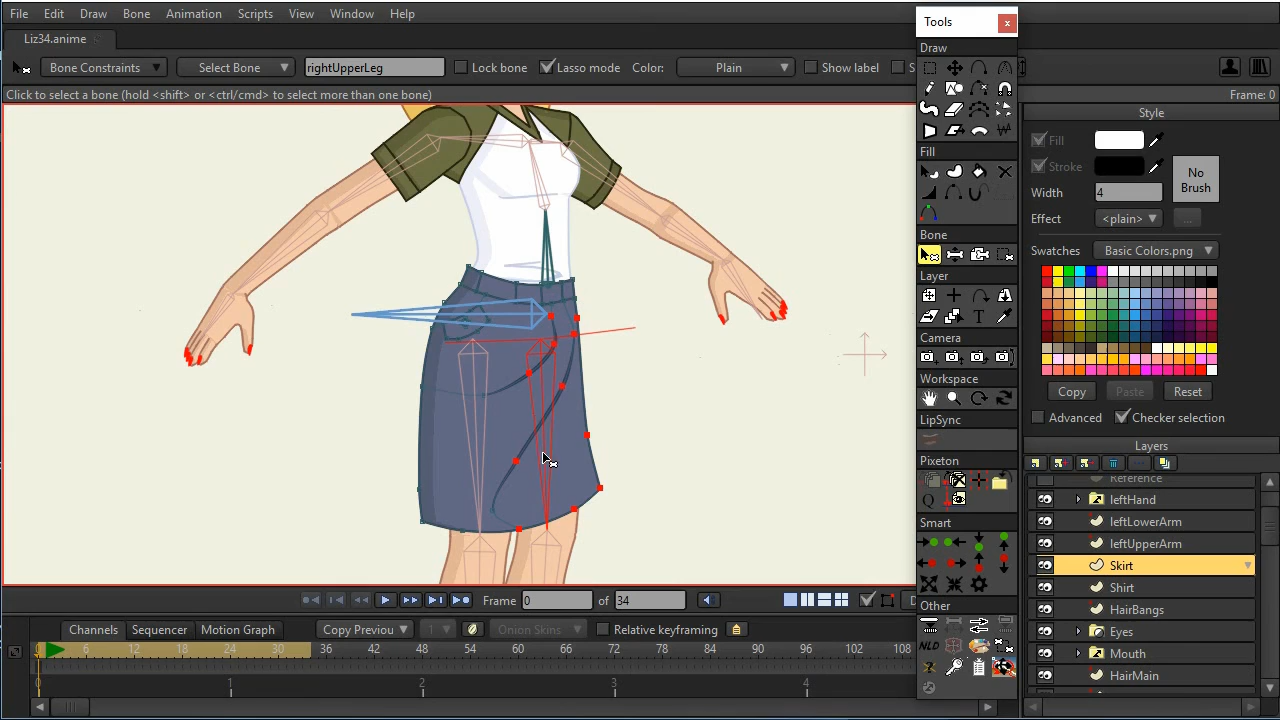 File Edit Draw Bone Animation Scripts View Window Help
Tools
Liz34.anime
Bone Constraints Select Bone rightUpperLeg Lock bone Lasso mode Color: Plain Show label
Click to select a bone (hold <shift> or <ctrl/cmd> to select more than one bone)
Frame: 0
Draw
Fill
Bone
Layer
T
Camera
Workspace
LipSync
Pixeton
Q
Smart
Other
NLD
Style
Fill
Stroke
No
Brush
Width 4
Effect <plain> ...
Swatches Basic Colors.png
Copy Paste Reset
Advanced Checker selection
Layers
Reference
leftHand
leftLowerArm
leftUpperArm
Skirt
Shirt
HairBangs
Eyes
Mouth
HairMain
Frame 0 of 34
Channels Sequencer Motion Graph Copy Previou 1 Onion Skins Relative keyframing
0 6 12 18 24 30 36 42 48 54 60 66 72 78 84 90 96 102 108
0 1 2 3 4